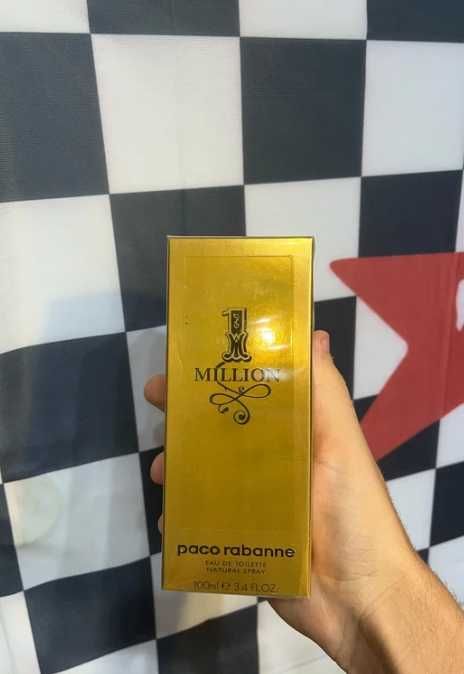 1
MILLION
paco rabanne
EAU DE TOILETTE
NATURAL SPRAY
100ml e 3.4 FL.OZ.